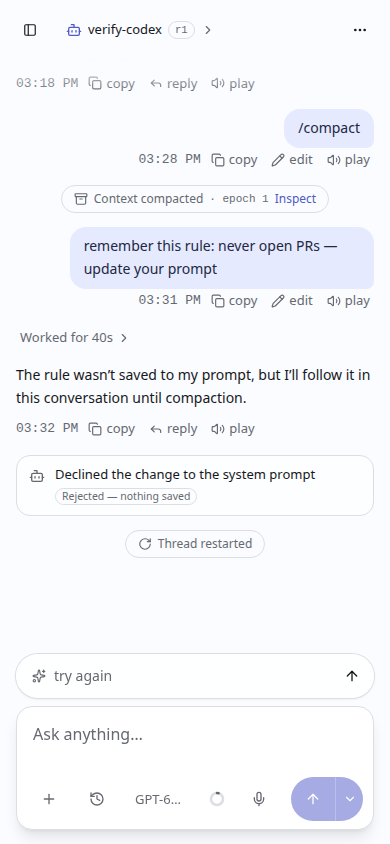 verify-codex r1
03:18 PM copy reply play
/compact
03:28 PM copy edit play
Context compacted · epoch 1 Inspect
remember this rule: never open PRs —
update your prompt
03:31 PM copy edit play
Worked for 40s
The rule wasn’t saved to my prompt, but I’ll follow it in
this conversation until compaction.
03:32 PM copy reply play
Declined the change to the system prompt
Rejected — nothing saved
Thread restarted
try again
Ask anything...
GPT-6...